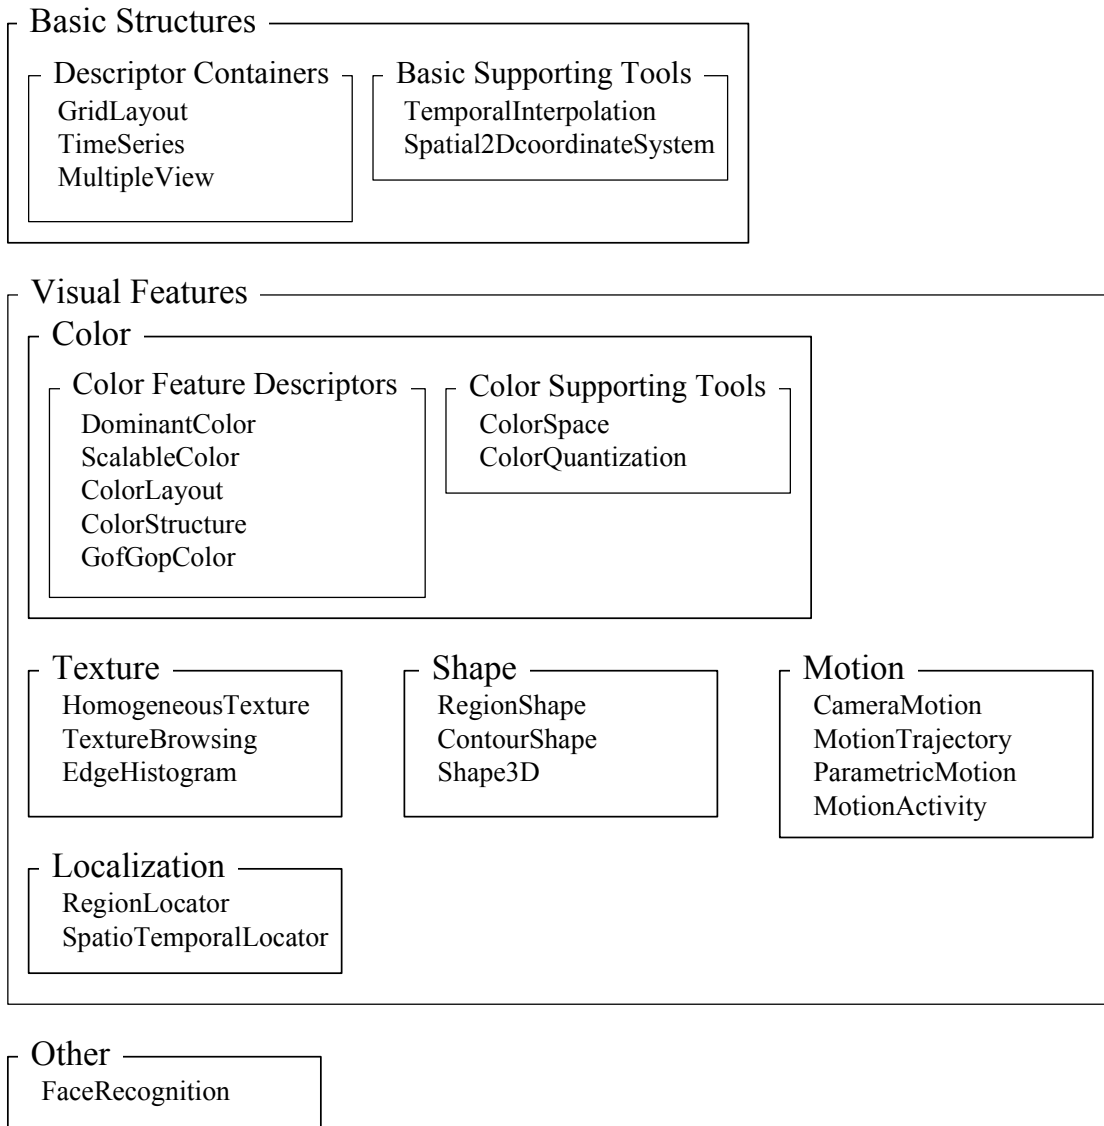 Basic Structures
Descriptor Containers
GridLayout
TimeSeries
MultipleView
Basic Supporting Tools
TemporalInterpolation
Spatial2DcoordinateSystem
Visual Features
Color
Color Feature Descriptors
DominantColor
ScalableColor
ColorLayout
ColorStructure
GofGopColor
Color Supporting Tools
ColorSpace
ColorQuantization
Texture
HomogeneousTexture
TextureBrowsing
EdgeHistogram
Shape
RegionShape
ContourShape
Shape3D
Motion
CameraMotion
MotionTrajectory
ParametricMotion
MotionActivity
Localization
RegionLocator
SpatioTemporalLocator
Other
FaceRecognition